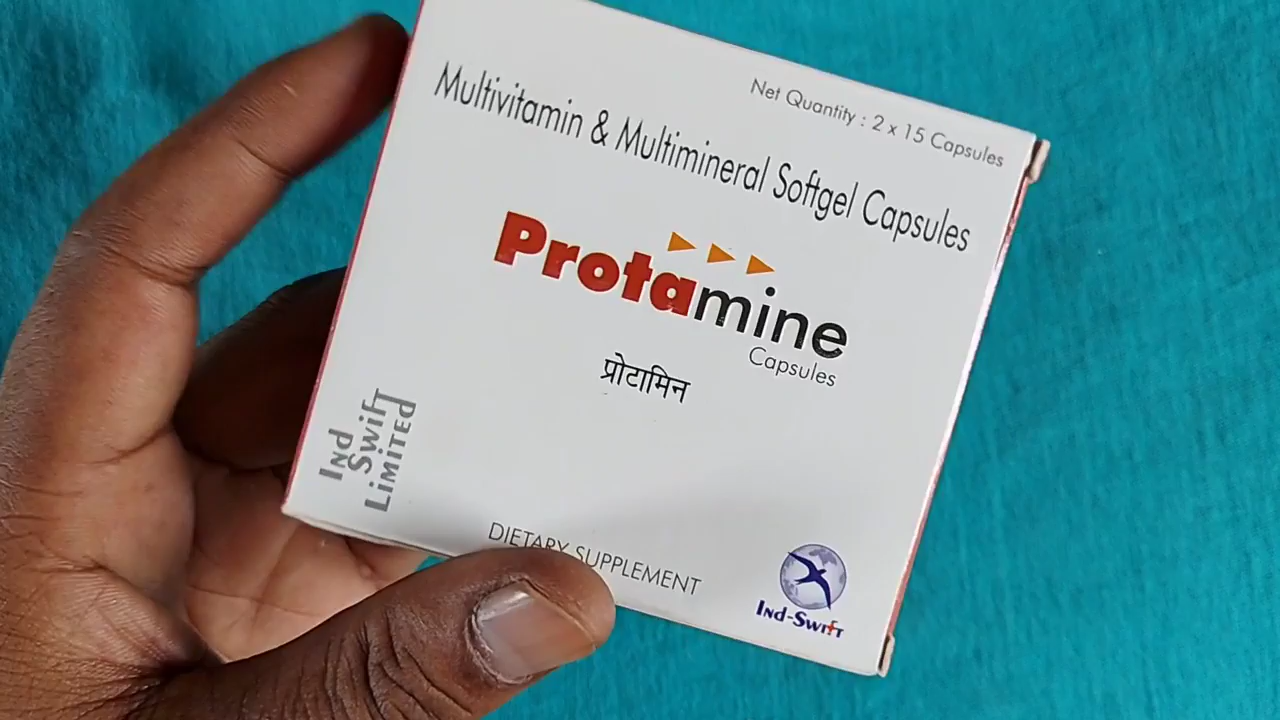 Net Quantity : 2 x 15 Capsules
Multivitamin & Multimineral Softgel Capsules
Protamine
Capsules
प्रोटामिन
Ind
Swift
Limited
DIETARY SUPPLEMENT
Ind-Swift